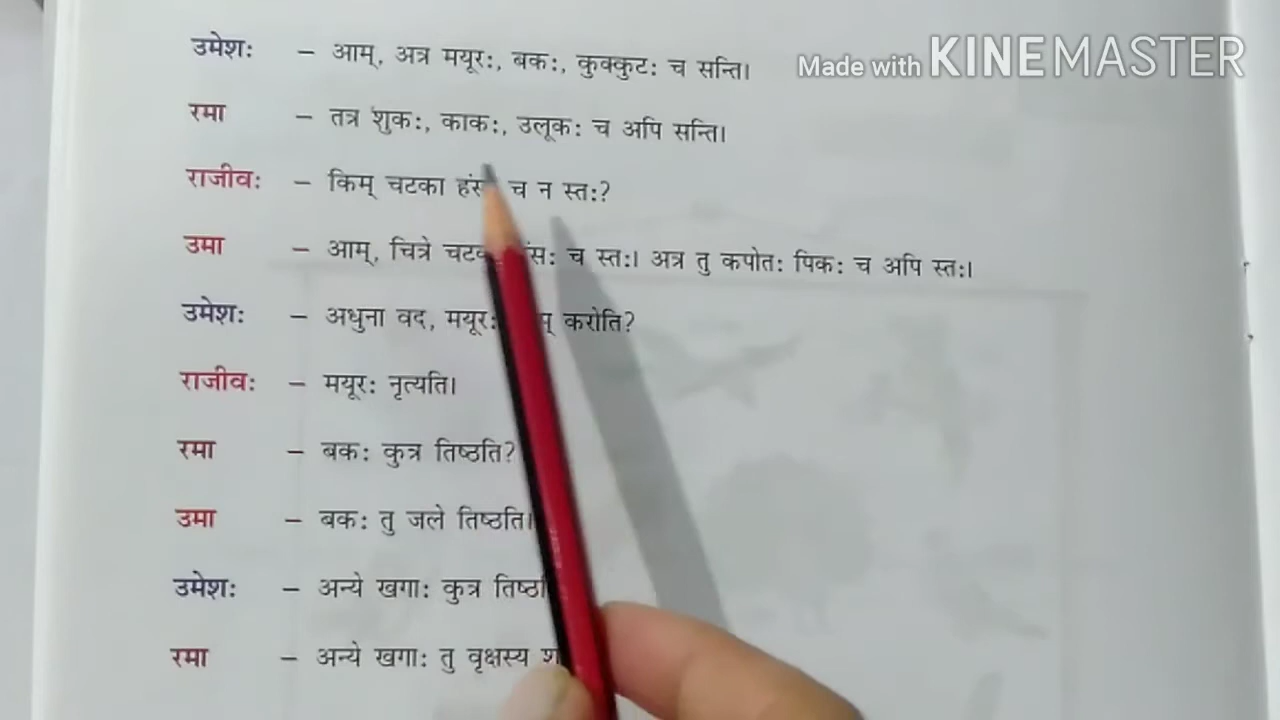 Made with KINEMASTER
उमेशः – आम्, अत्र मयूरः, बकः, कुक्कुटः च सन्ति।
रमा – तत्र शुकः, काकः, उलूकः च अपि सन्ति।
राजीवः – किम् चटका च न स्तः?
उमा – आम्, चित्रे च स्तः। अत्र तु कपोतः पिकः च अपि स्तः।
उमेशः – अधुना वद, मयूरः करोति?
राजीवः – मयूरः नृत्यति।
रमा – बकः कुत्र तिष्ठति?
उमा – बकः तु जले तिष्ठति।
उमेशः – अन्ये खगाः कुत्र
रमा – अन्ये खगाः तु वृक्षस्य